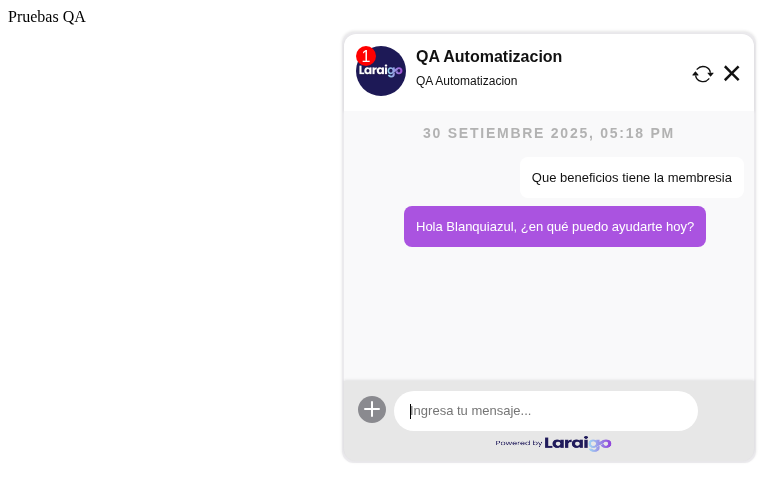 Pruebas QA
1
Laraigo
QA Automatizacion
QA Automatizacion
30 SETIEMBRE 2025, 05:18 PM
Que beneficios tiene la membresia
Hola Blanquiazul, ¿en qué puedo ayudarte hoy?
Ingresa tu mensaje...
Powered by Laraigo